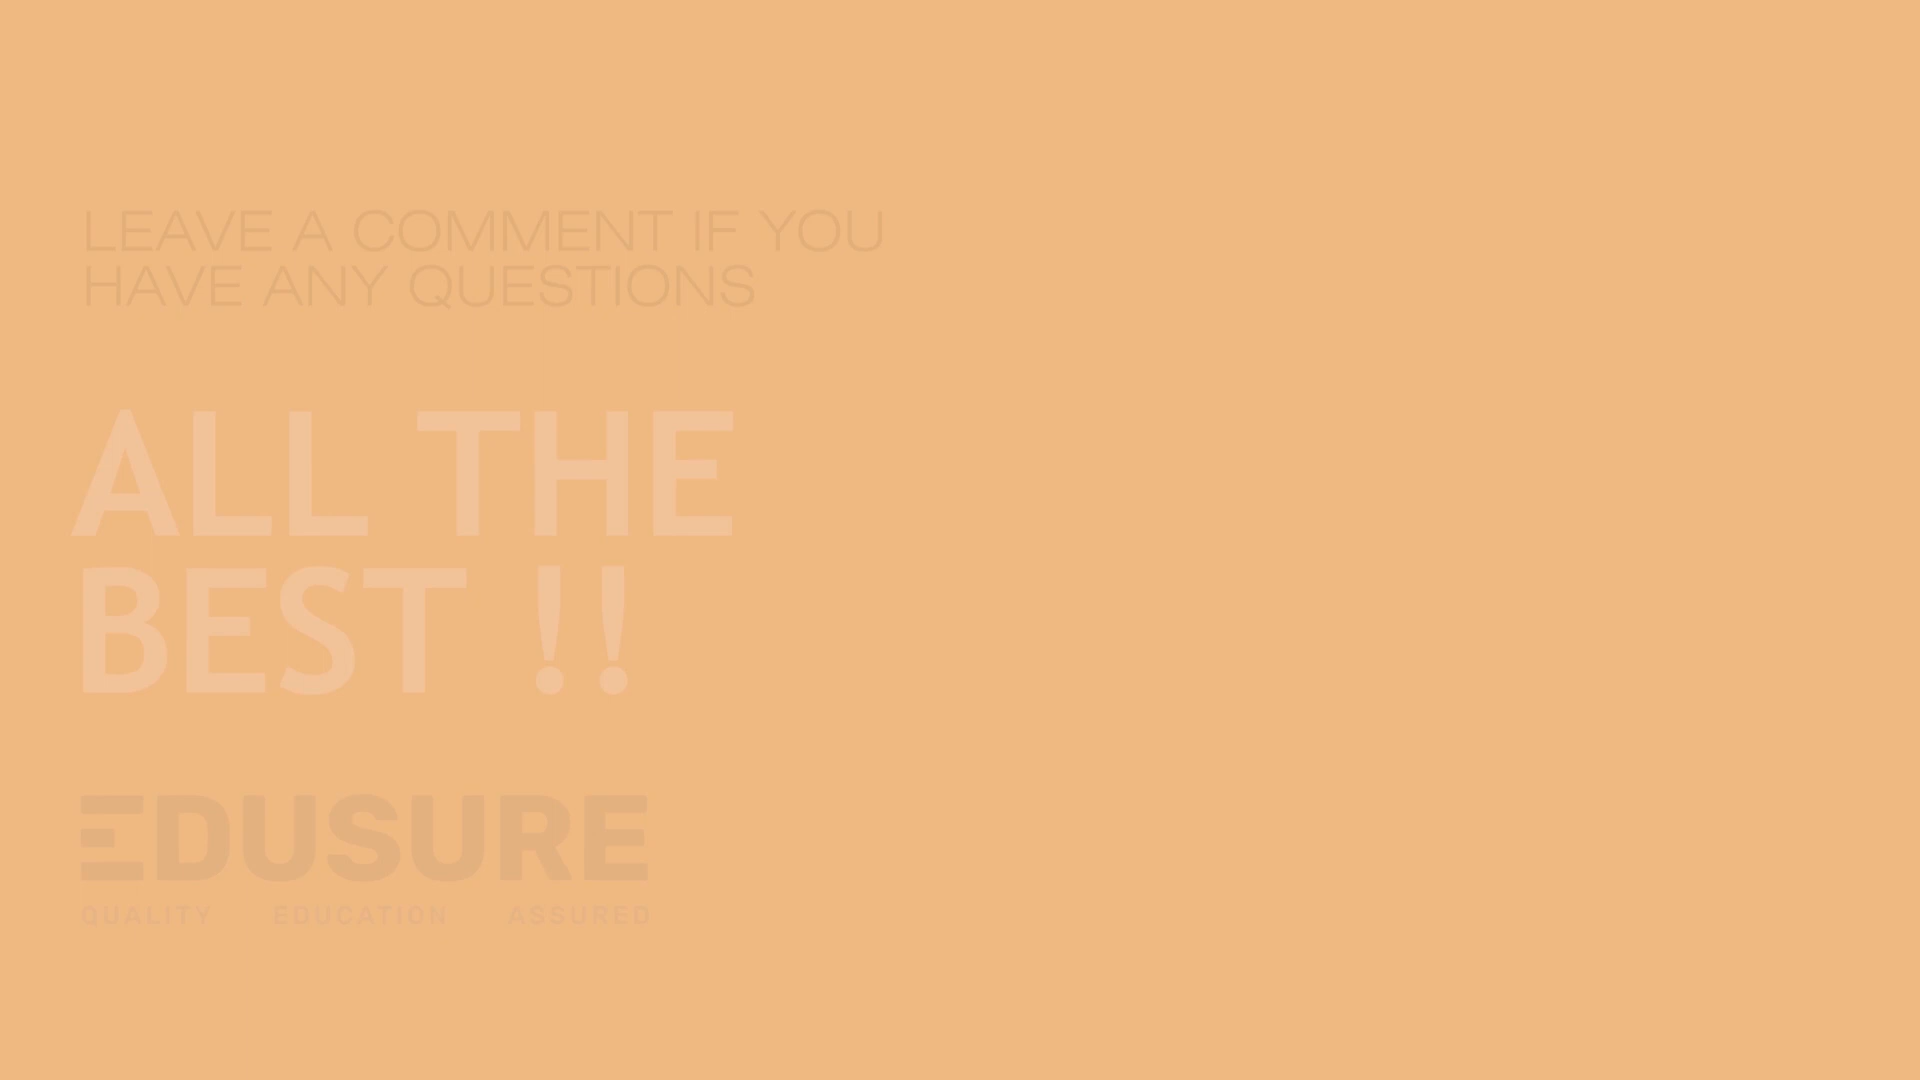 LEAVE A COMMENT IF YOU
HAVE ANY QUESTIONS
ALL THE
BEST !!
EDUSURE
QUALITY EDUCATION ASSURED